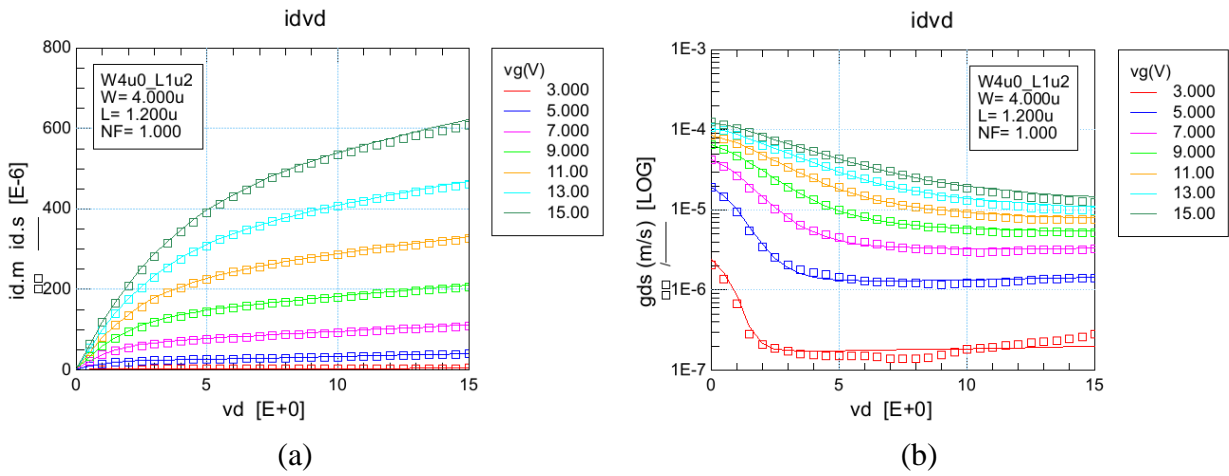 idvd
800
600
400
200
0
id.m id.s [E-6]
0
5
10
15
vd [E+0]
W4u0_L1u2
W= 4.000u
L= 1.200u
NF= 1.000
vg(V)
3.000
5.000
7.000
9.000
11.00
13.00
15.00
(a)
idvd
1E-3
1E-4
1E-5
1E-6
1E-7
gds (m/s) [LOG]
0
5
10
15
vd [E+0]
W4u0_L1u2
W= 4.000u
L= 1.200u
NF= 1.000
vg(V)
3.000
5.000
7.000
9.000
11.00
13.00
15.00
(b)